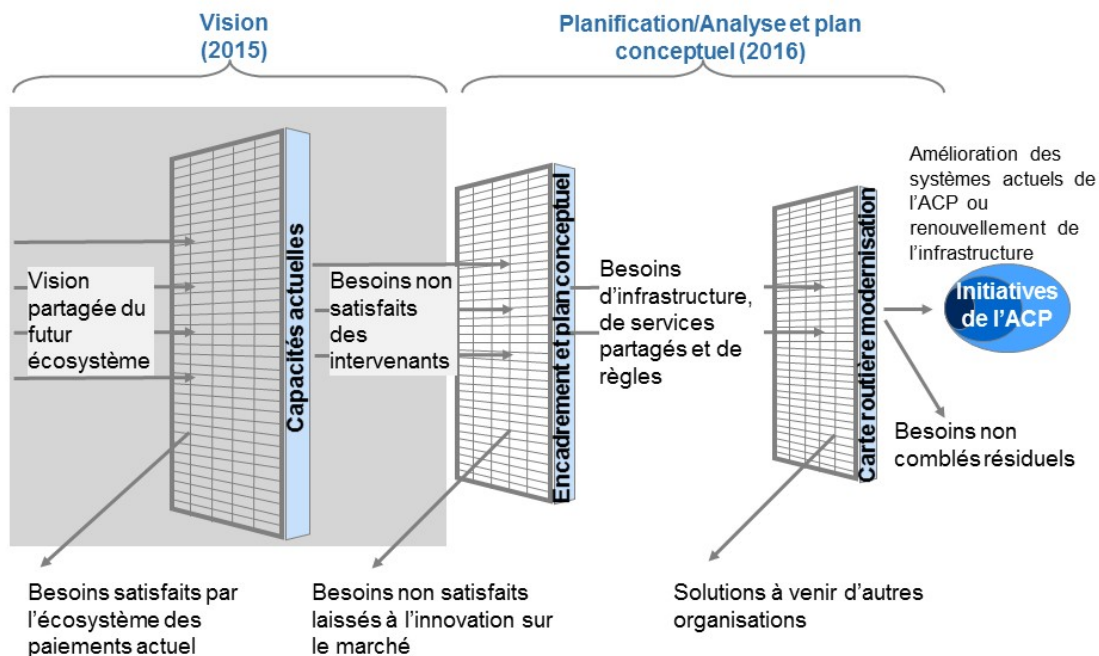 Vision
(2015)
Planification/Analyse et plan
conceptuel (2016)
Vision
partagée du
futur
écosystème
Capacités actuelles
Besoins non
satisfaits
des
intervenants
Encadrement et plan conceptuel
Besoins
d’infrastructure,
de services
partagés et de
règles
Carte routière modernisation
Amélioration des
systèmes actuels de
l’ACP ou
renouvellement de
l’infrastructure
Initiatives
de l’ACP
Besoins non
comblés résiduels
Besoins satisfaits par
l’écosystème des
paiements actuel
Besoins non satisfaits
laissés à l’innovation sur
le marché
Solutions à venir d’autres
organisations